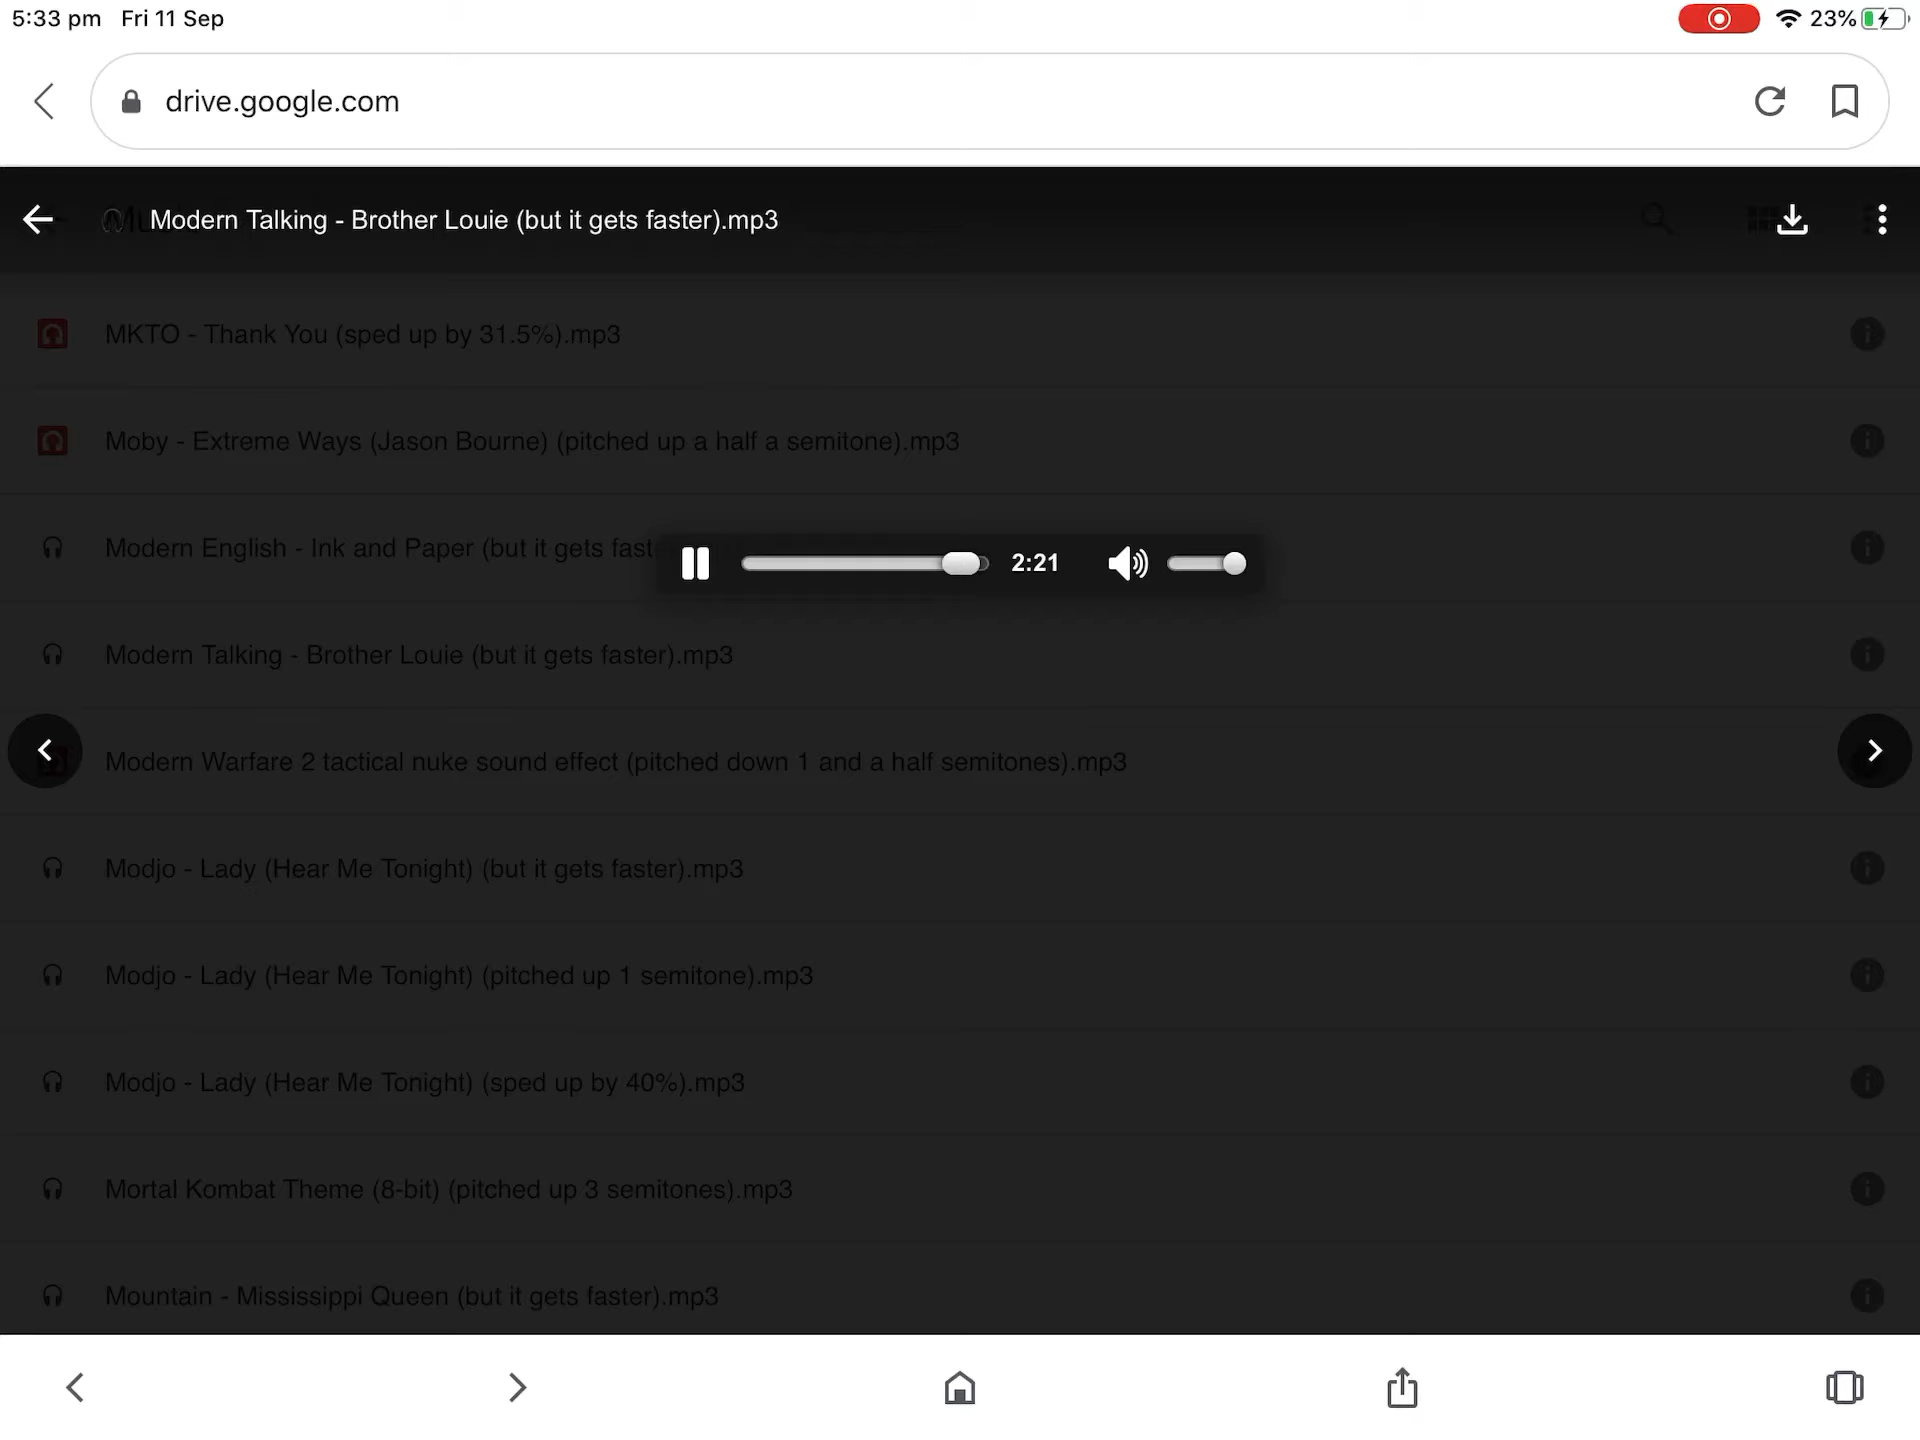 5:33 pm Fri 11 Sep 23%
drive.google.com
Modern Talking - Brother Louie (but it gets faster).mp3
MKTO - Thank You (sped up by 31.5%).mp3
Moby - Extreme Ways (Jason Bourne) (pitched up a half a semitone).mp3
Modern English - Ink and Paper (but it gets fast
2:21
Modern Talking - Brother Louie (but it gets faster).mp3
Modern Warfare 2 tactical nuke sound effect (pitched down 1 and a half semitones).mp3
Modjo - Lady (Hear Me Tonight) (but it gets faster).mp3
Modjo - Lady (Hear Me Tonight) (pitched up 1 semitone).mp3
Modjo - Lady (Hear Me Tonight) (sped up by 40%).mp3
Mortal Kombat Theme (8-bit) (pitched up 3 semitones).mp3
Mountain - Mississippi Queen (but it gets faster).mp3